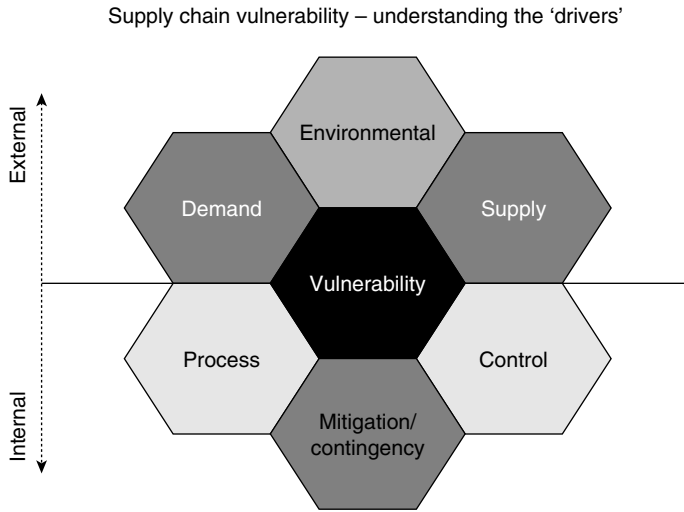 Supply chain vulnerability – understanding the ‘drivers’
External
Environmental
Demand
Supply
Vulnerability
Process
Control
Internal
Mitigation/
contingency